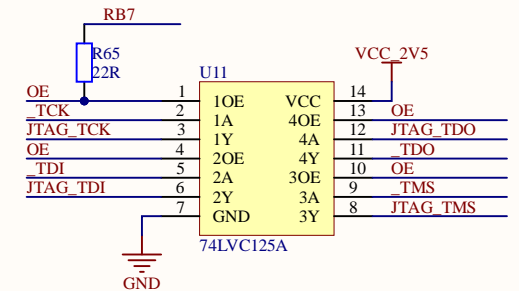 RB7
R65
22R
U11
VCC_2V5
OE 1 1OE VCC 14
_TCK 2 1A 4OE 13 OE
JTAG_TCK 3 1Y 4A 12 JTAG_TDO
OE 4 2OE 4Y 11 _TDO
_TDI 5 2A 3OE 10 OE
JTAG_TDI 6 2Y 3A 9 _TMS
7 GND 3Y 8 JTAG_TMS
74LVC125A
GND